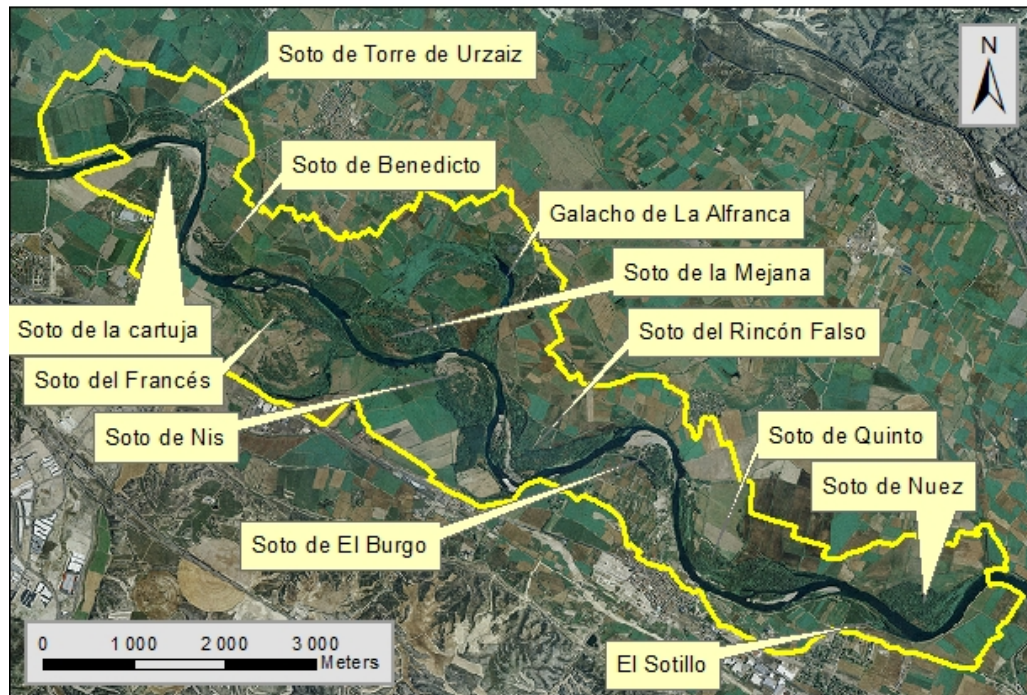 Soto de Torre de Urzaiz
N
Soto de Benedicto
Galacho de La Alfranca
Soto de la Mejana
Soto de la cartuja
Soto del Rincón Falso
Soto del Francés
Soto de Nis
Soto de Quinto
Soto de Nuez
Soto de El Burgo
El Sotillo
0 1 000 2 000 3 000
Meters